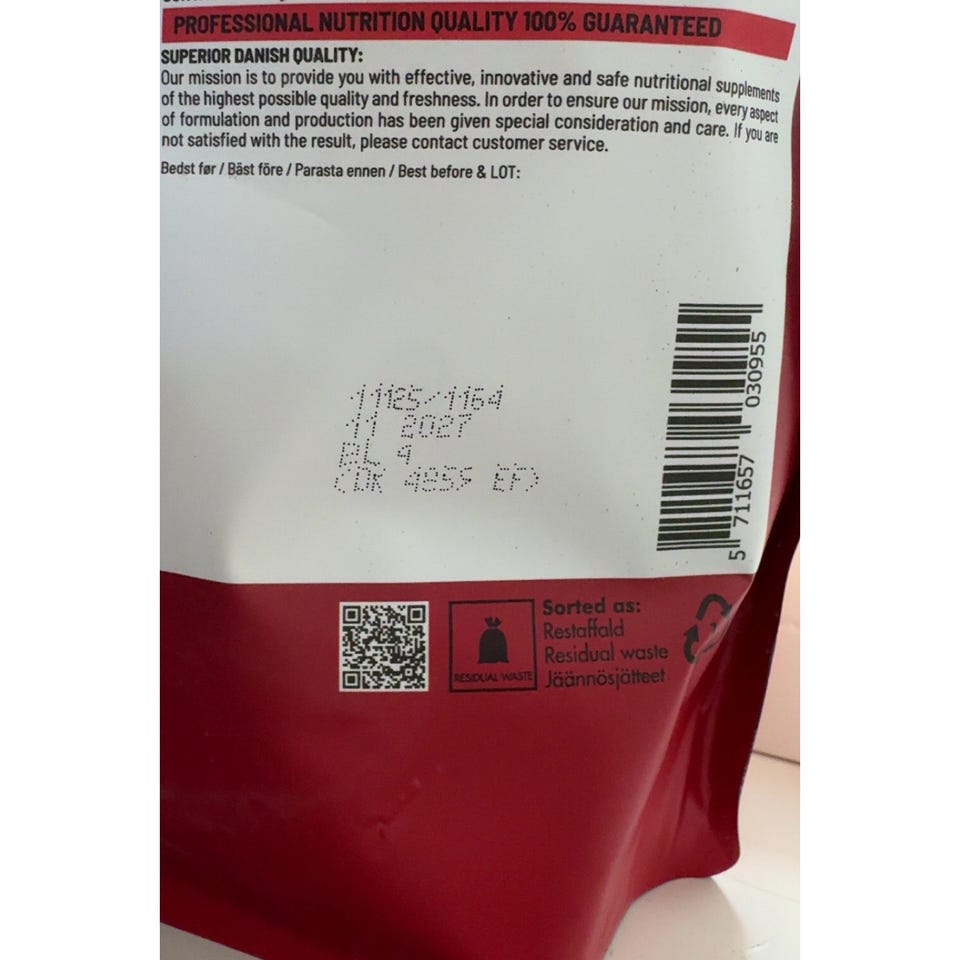 PROFESSIONAL NUTRITION QUALITY 100% GUARANTEED
SUPERIOR DANISH QUALITY:
Our mission is to provide you with effective, innovative and safe nutritional supplements
of the highest possible quality and freshness. In order to ensure our mission, every aspect
of formulation and production has been given special consideration and care. If you are
not satisfied with the result, please contact customer service.
Bedst før / Bäst före / Parasta ennen / Best before & LOT:
11125/1164
11 2027
BL 4
(DK 4859 EF)
5 711657 030955
RESIDUAL WASTE
Sorted as:
Restaffald
Residual waste
Jäännösjätteet